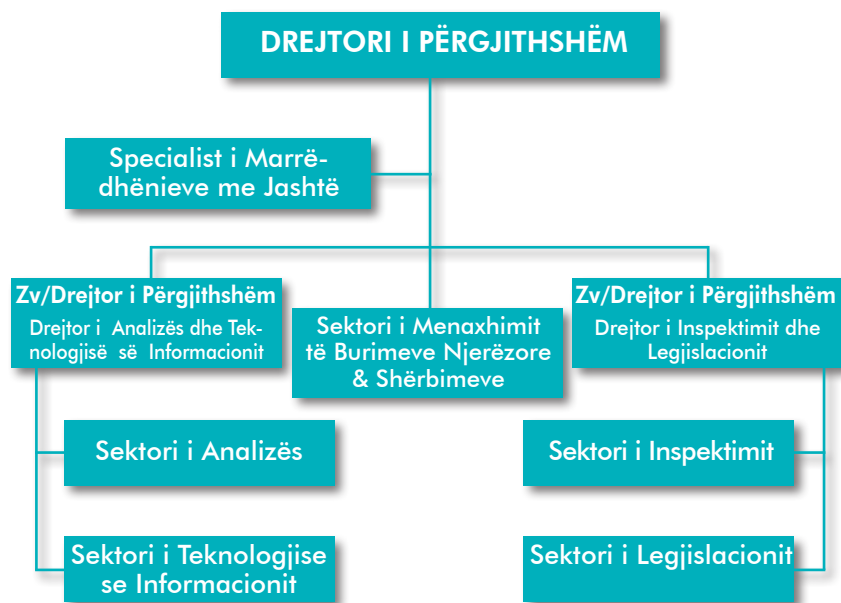 DREJTORI I PËRGJITHSHËM
Specialist i Marrë-
dhënieve me Jashtë
Zv/Drejtor i Përgjithshëm
Drejtor i Analizës dhe Tek-
nologjisë së Informacionit
Sektori i Menaxhimit
të Burimeve Njerëzore
& Shërbimeve
Zv/Drejtor i Përgjithshëm
Drejtor i Inspektimit dhe
Legjislacionit
Sektori i Analizës
Sektori i Inspektimit
Sektori i Teknologjise
se Informacionit
Sektori i Legjislacionit